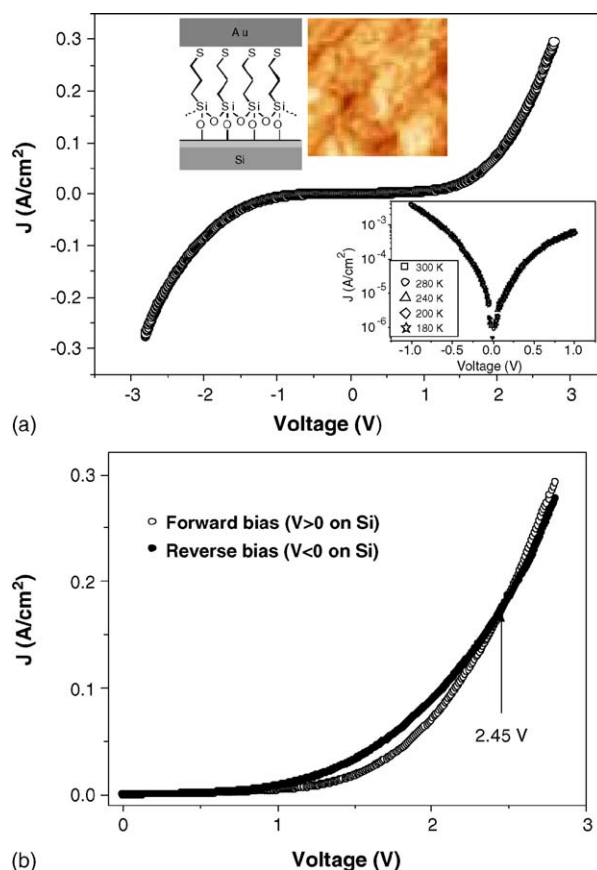 Au
S S S S
Si Si Si Si
O O O
O O O O
Si
0.3
0.2
0.1
0.0
-0.1
-0.2
-0.3
J (A/cm²)
-3 -2 -1 0 1 2 3
Voltage (V)
10⁻³
10⁻⁴
10⁻⁵
10⁻⁶
J (A/cm²)
300 K
280 K
240 K
200 K
180 K
-1.0 -0.5 0.0 0.5 1.0
Voltage (V)
(a)
0.3
0.2
0.1
0.0
J (A/cm²)
Forward bias (V>0 on Si)
Reverse bias (V<0 on Si)
2.45 V
0 1 2 3
Voltage (V)
(b)